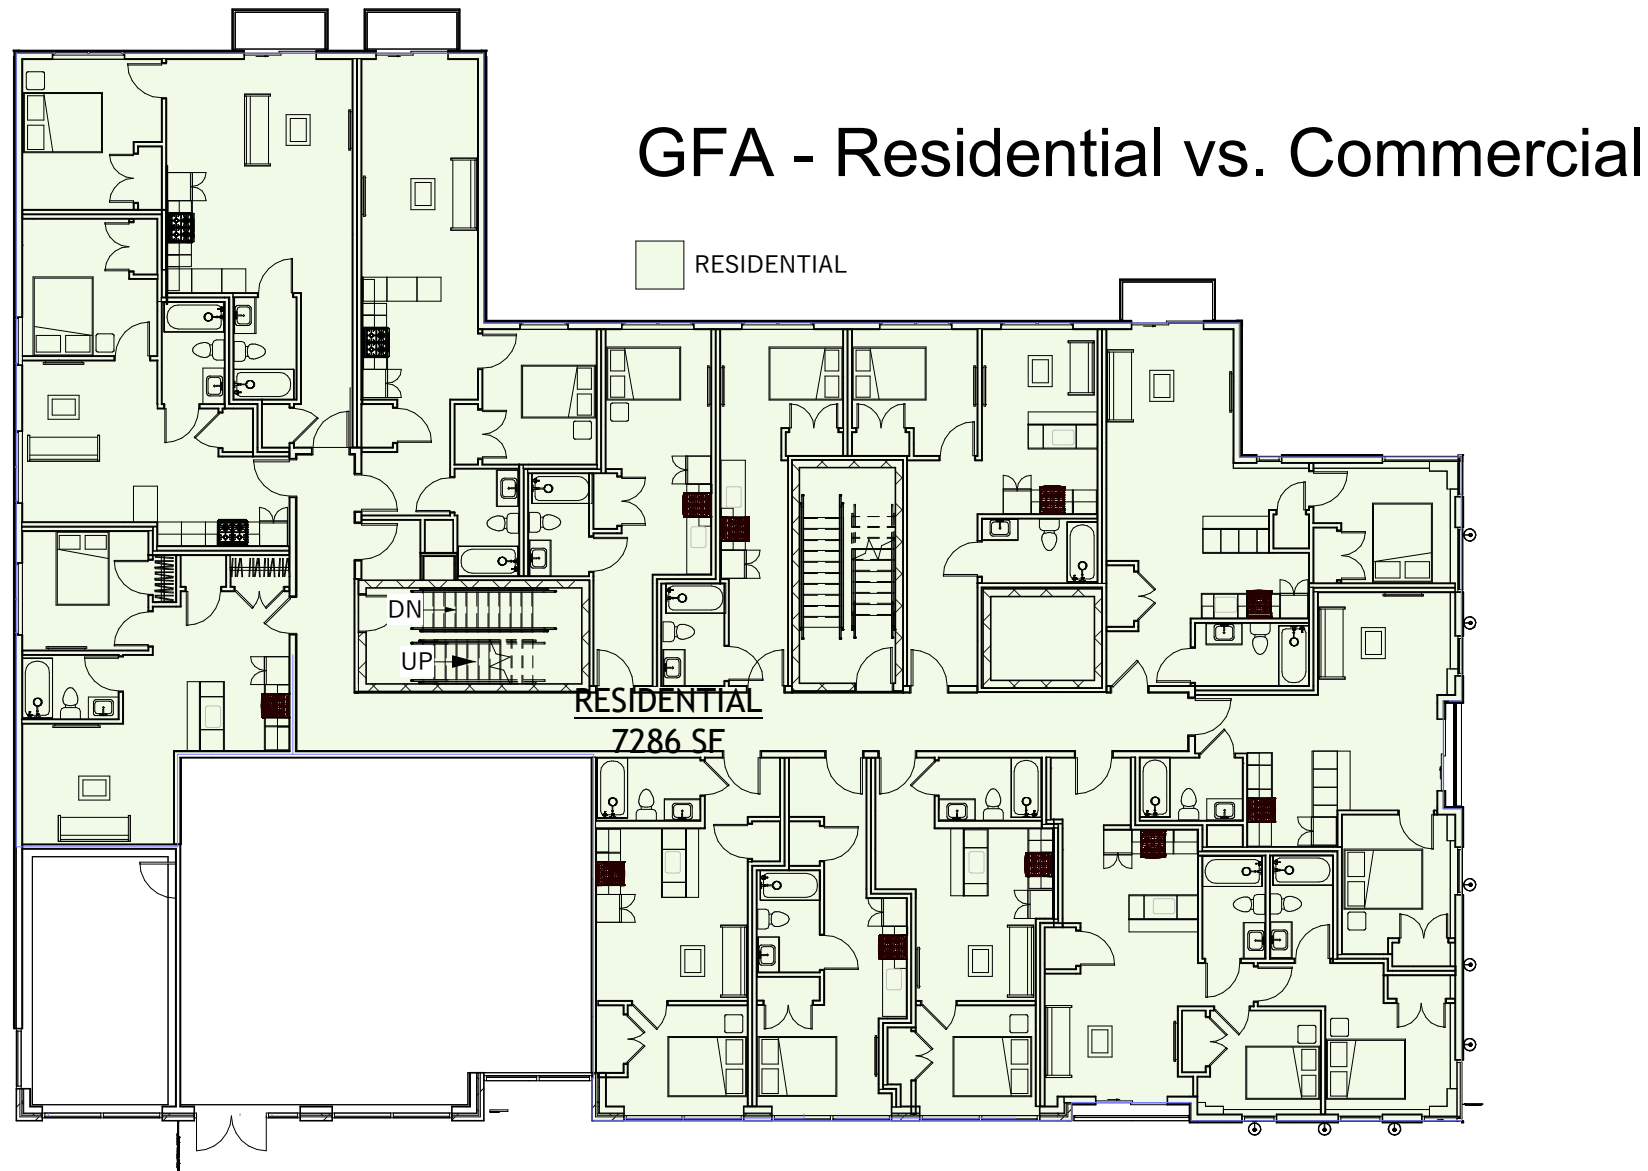 GFA - Residential vs. Commercial
RESIDENTIAL
DN
UP
RESIDENTIAL
7286 SF